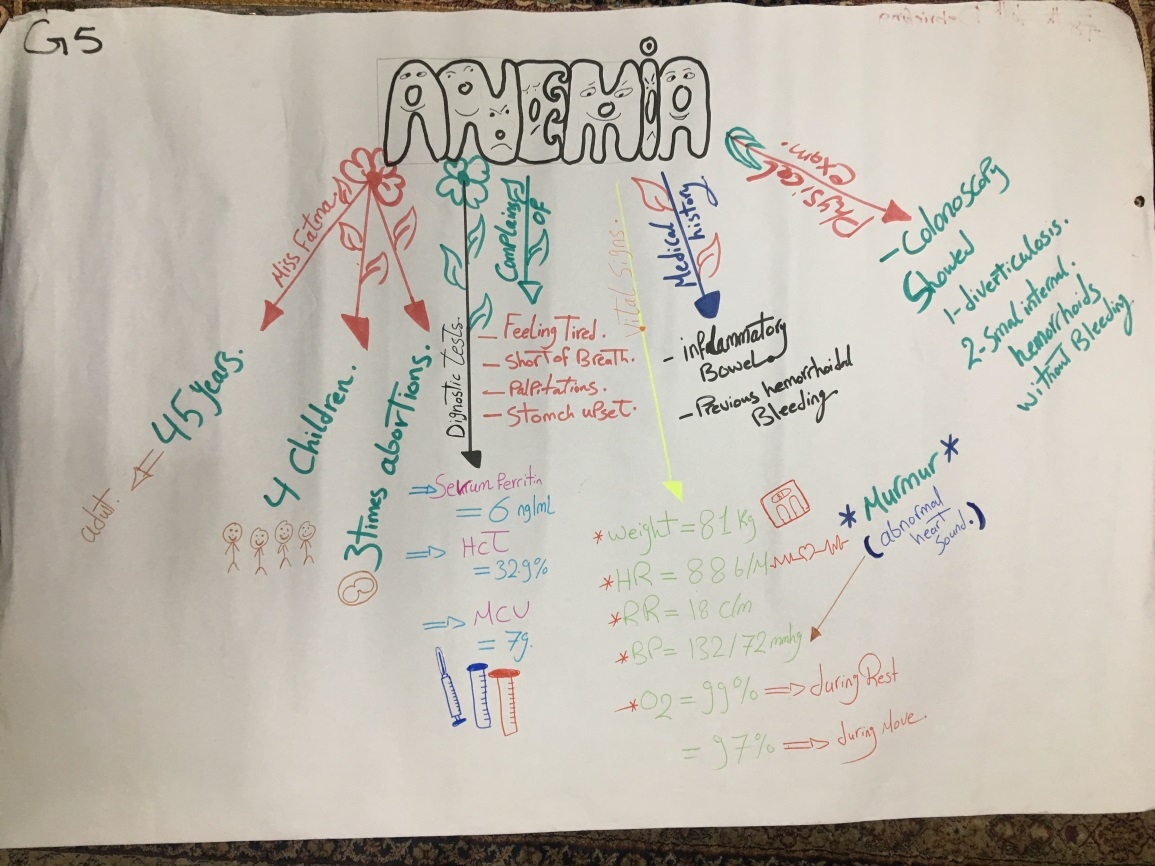 G5
ANEMiA
Miss Fatma
45 years.
adult.
4 Children.
3 times abortions.
Dignostic tests.
Serum Ferritin
= 6 ng/mL
HCT
= 32.9%
MCV
= 79.
Complains
of
- Feeling Tired.
- Short of Breath.
- Palpitations.
- Stomch upset.
Vital Signs.
* Weight = 81 Kg
* HR = 88 b/M
* RR = 18 c/m
* BP = 132/72 mmhg
* O2 = 99% => during Rest
= 97% => during Move.
* Murmur *
(abnormal
heart
Sound.)
Medical
history
- inflammatory
Bowel
- Previous hemorrhoidal
Bleeding
Physical
exam.
- Colonoscopy
Showed
1- diverticulosis.
2- Smal internal.
hemorrhoids
without Bleeding